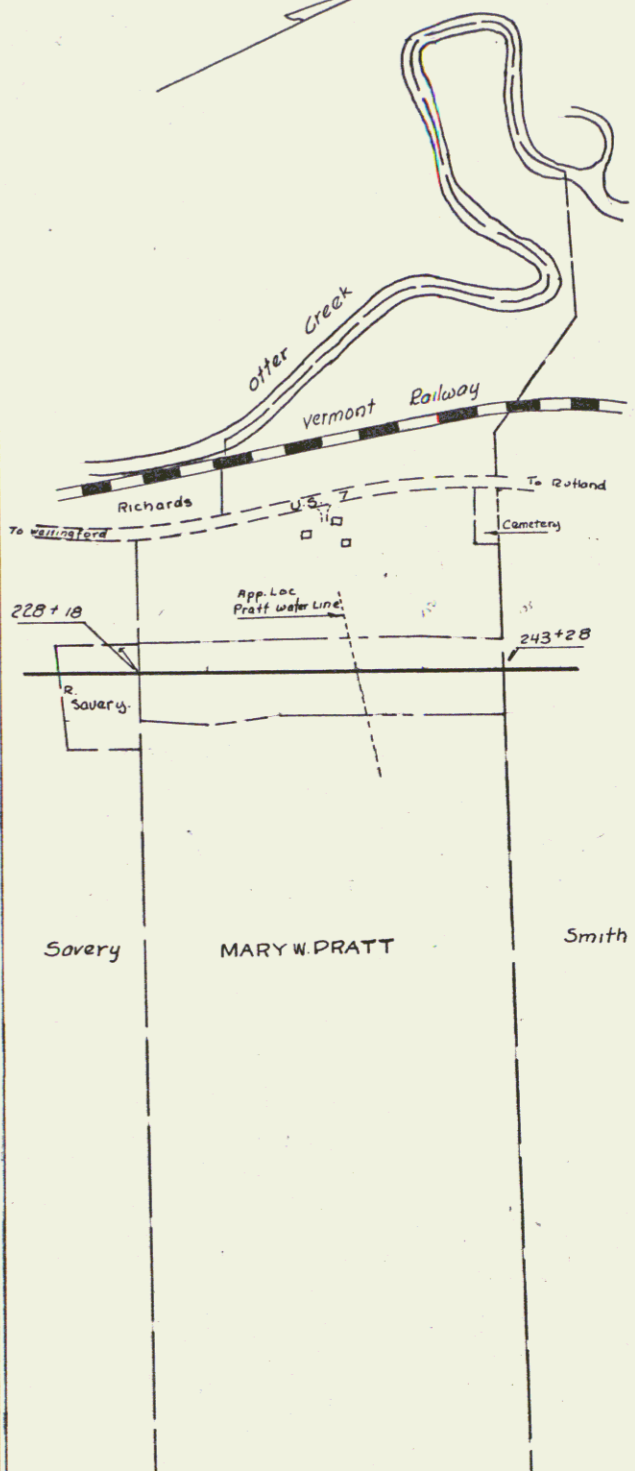 Otter Creek
Vermont Railway
Richards
U.S. 7
To Rutland
To Wallingford
Cemetery
App. Loc
Pratt water Line
228 + 18
243+28
R.
Savery.
Savery
MARY W. PRATT
Smith